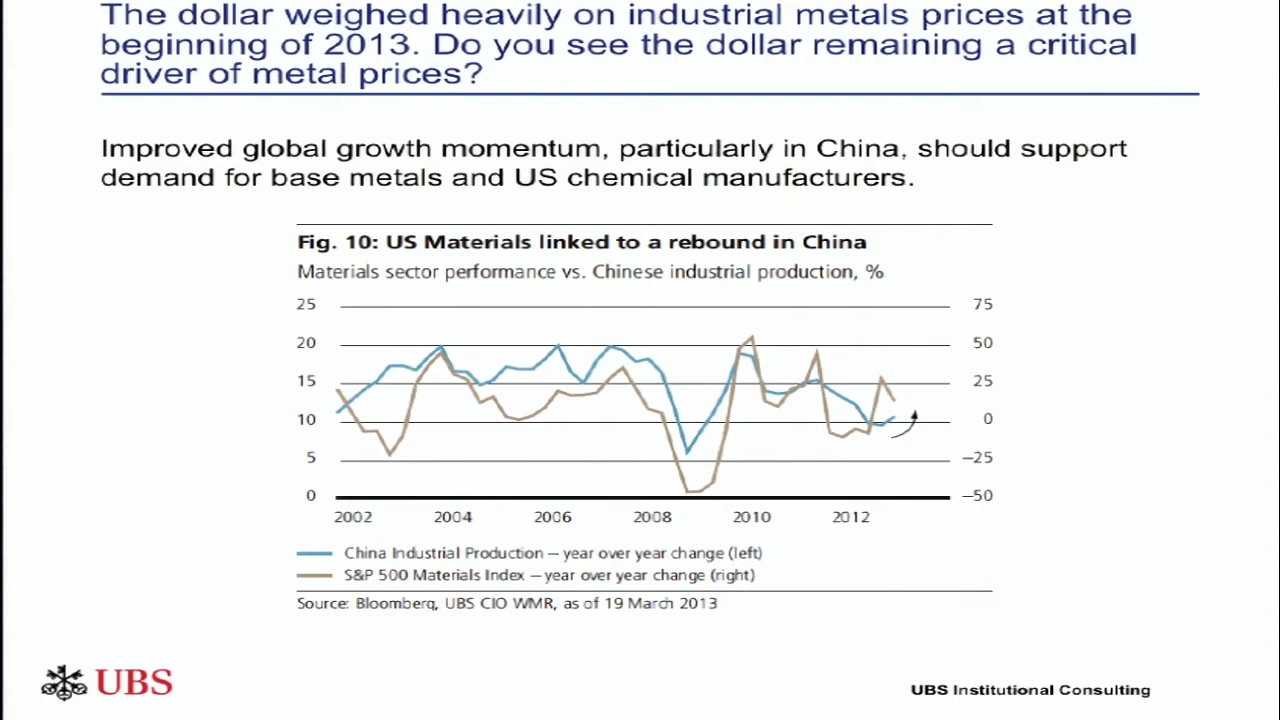 The dollar weighed heavily on industrial metals prices at the
beginning of 2013. Do you see the dollar remaining a critical
driver of metal prices?
Improved global growth momentum, particularly in China, should support
demand for base metals and US chemical manufacturers.
Fig. 10: US Materials linked to a rebound in China
Materials sector performance vs. Chinese industrial production, %
25 75
20 50
15 25
10 0
5 −25
0 −50
2002 2004 2006 2008 2010 2012
China Industrial Production – year over year change (left)
S&P 500 Materials Index – year over year change (right)
Source: Bloomberg, UBS CIO WMR, as of 19 March 2013
UBS
UBS Institutional Consulting